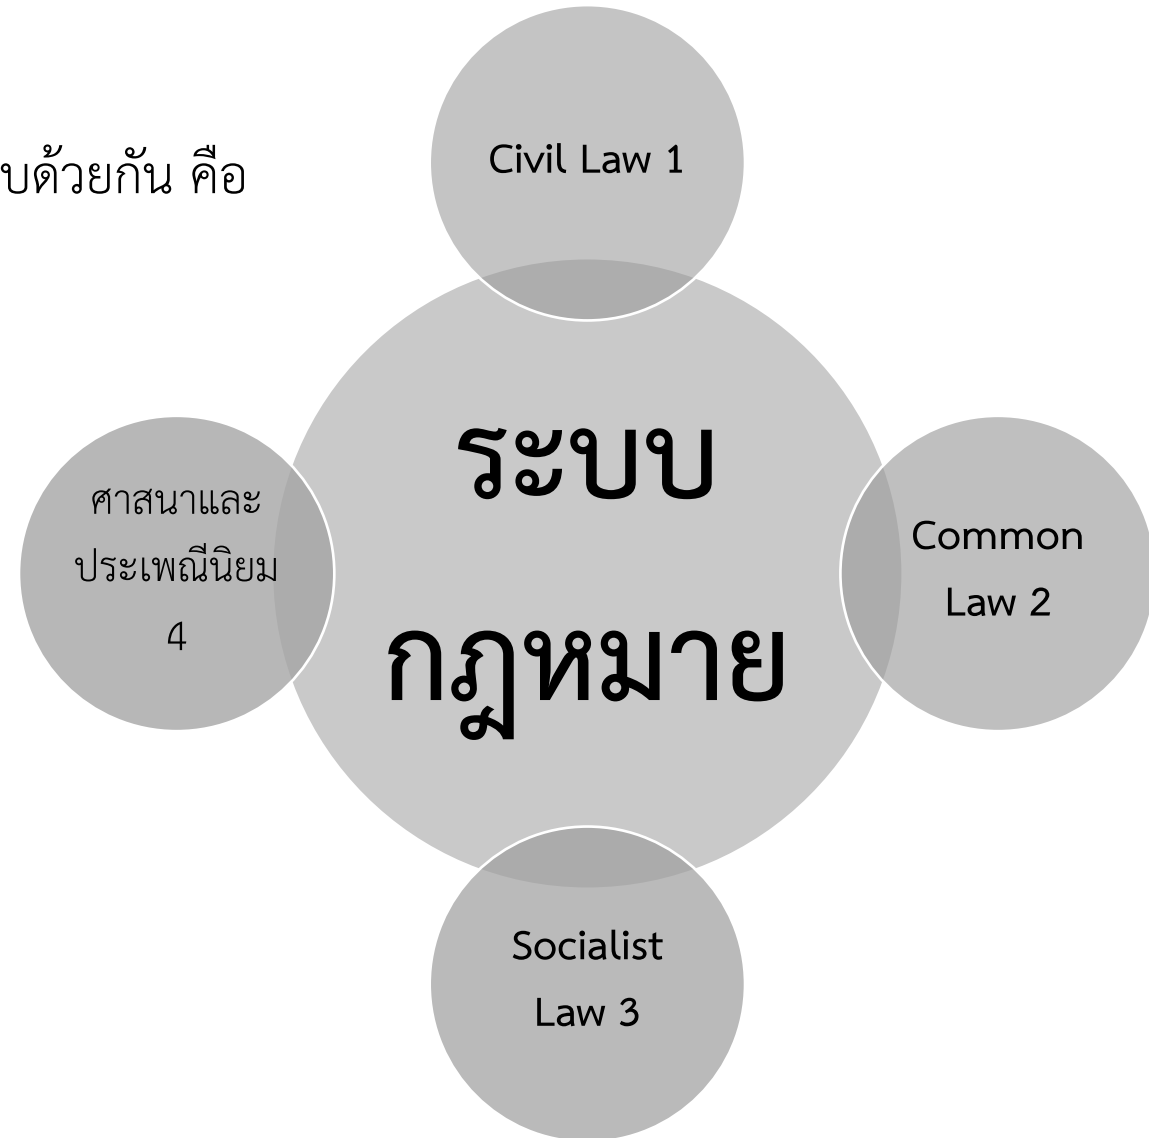 Civil Law 1
บด้วยกัน คือ
ระบบ
กฎหมาย
ศาสนาและ
ประเพณีนิยม
4
Common
Law 2
Socialist
Law 3